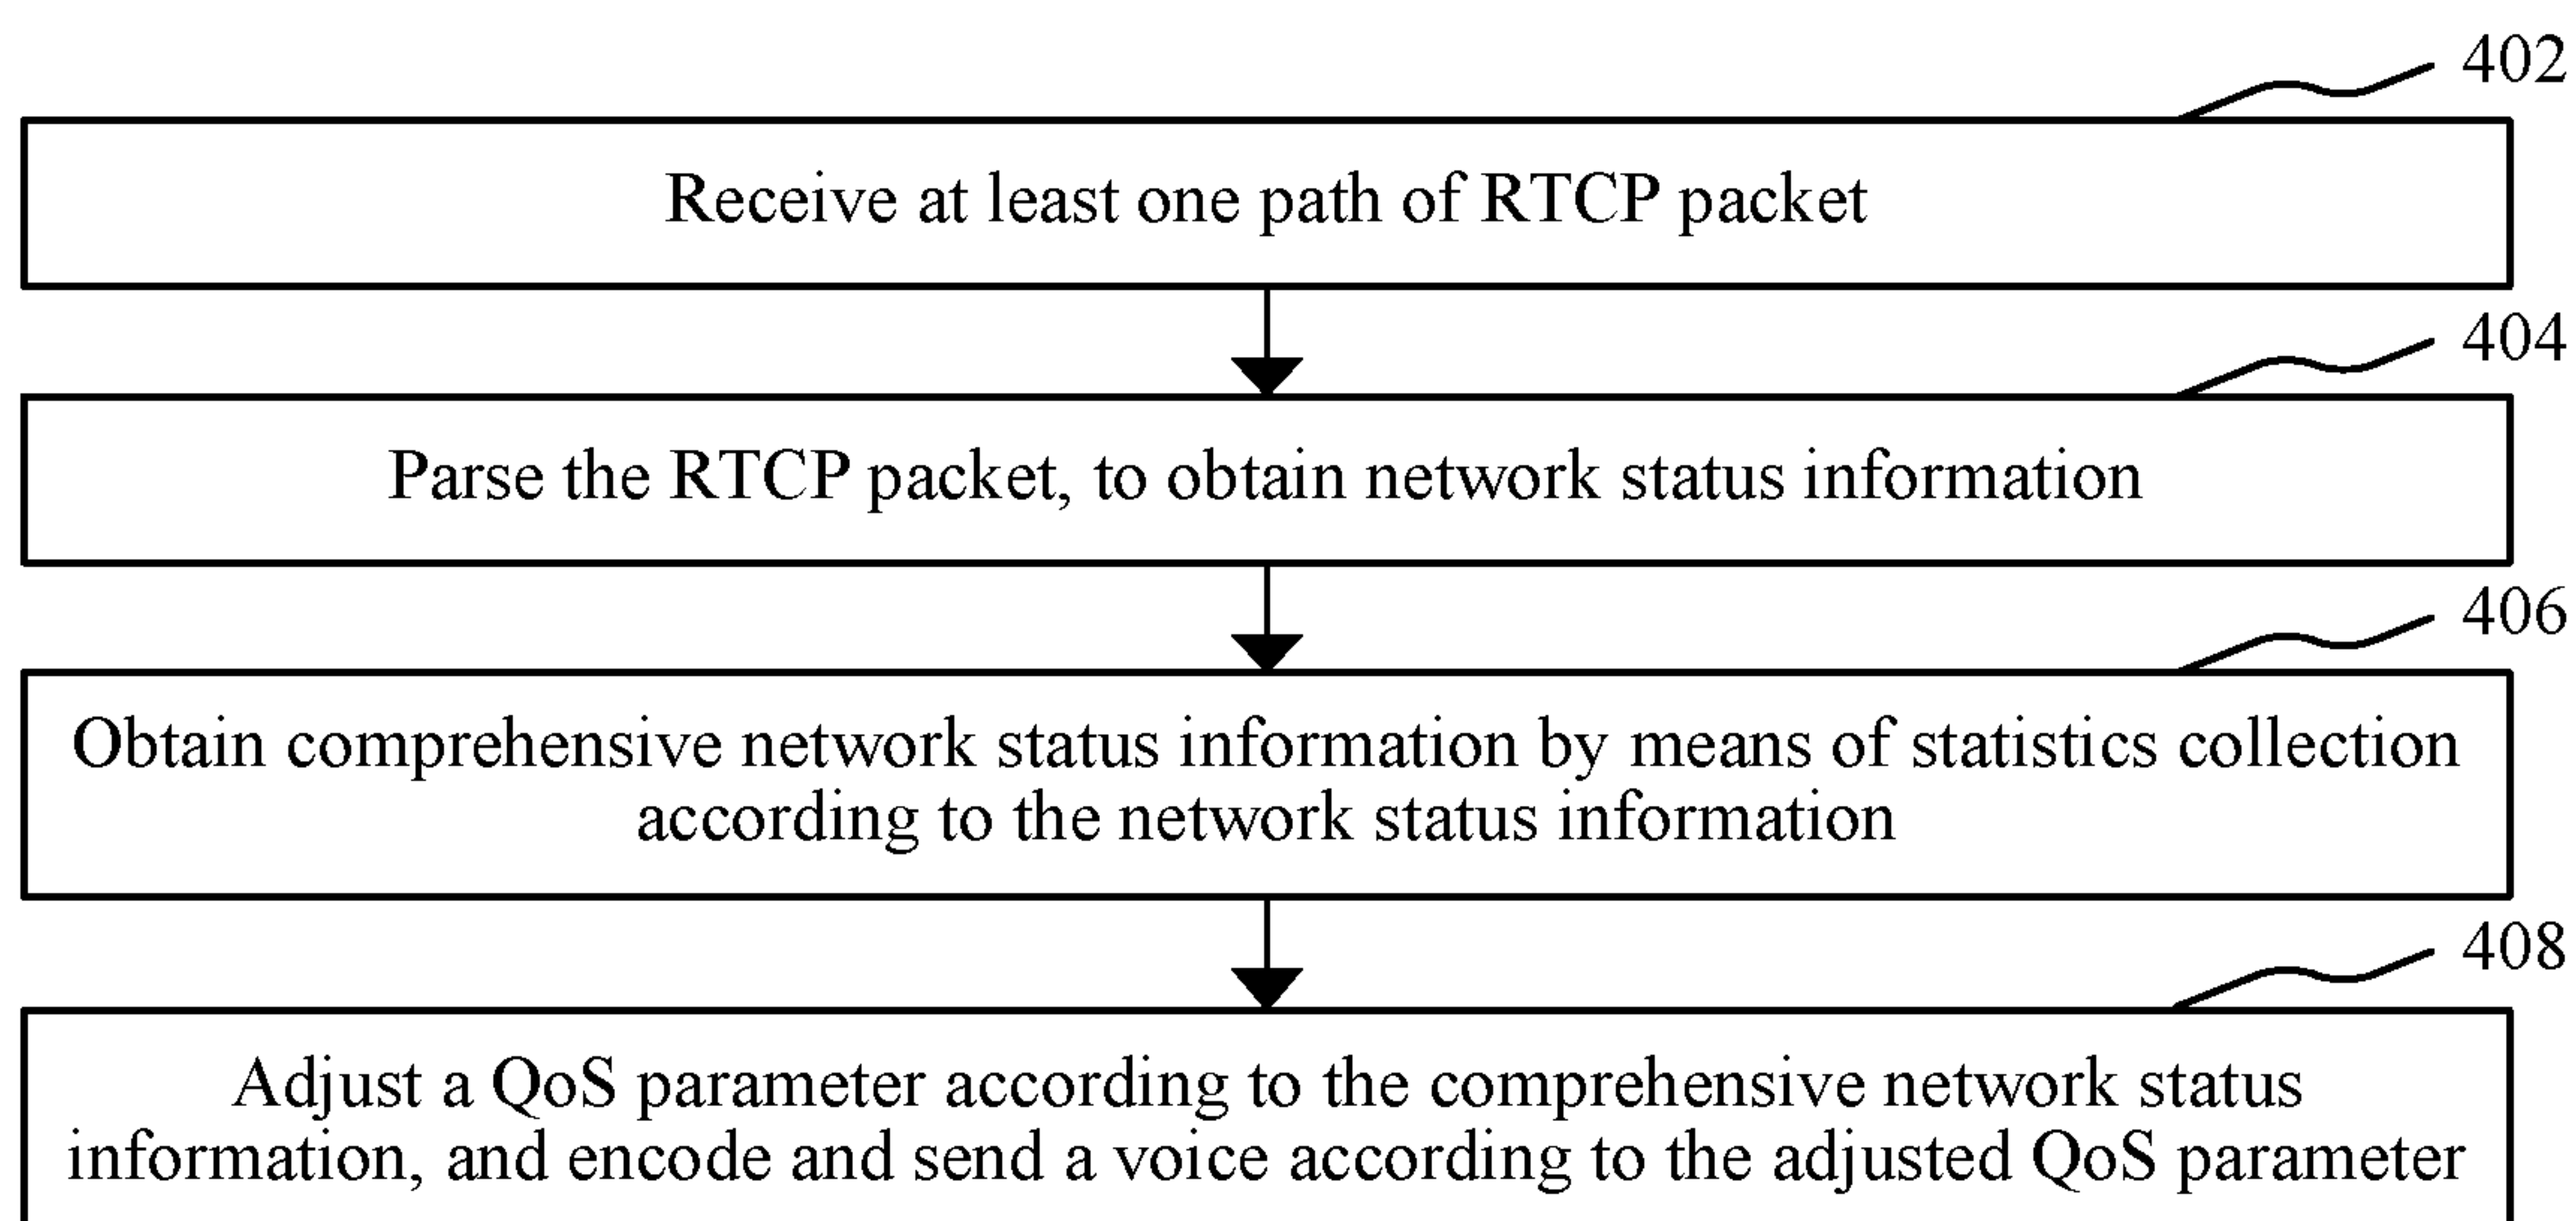 402
Receive at least one path of RTCP packet
404
Parse the RTCP packet, to obtain network status information
406
Obtain comprehensive network status information by means of statistics collection
according to the network status information
408
Adjust a QoS parameter according to the comprehensive network status
information, and encode and send a voice according to the adjusted QoS parameter